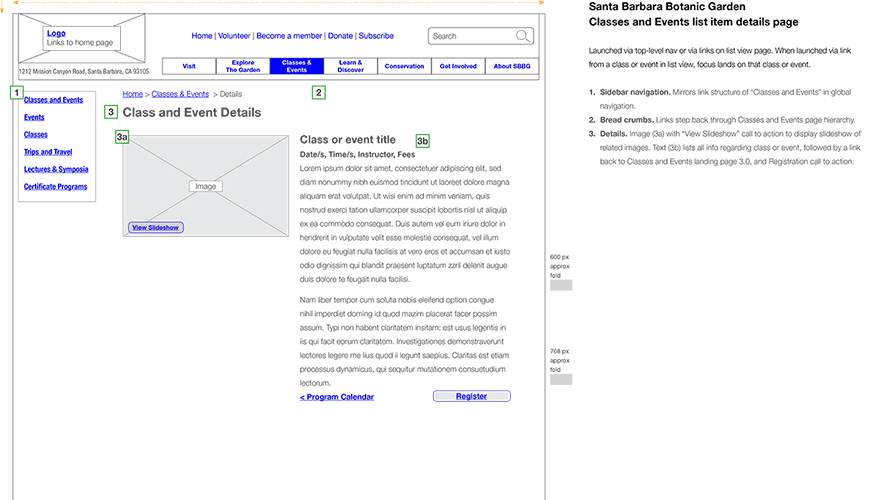 Logo
Links to home page
Home | Volunteer | Become a member | Donate | Subscribe
Search
1212 Mission Canyon Road, Santa Barbara, CA 93105
Visit
Explore
The Garden
Classes &
Events
Learn &
Discover
Conservation
Get Involved
About SBBG
1
Classes and Events
Events
Classes
Trips and Travel
Lectures & Symposia
Certificate Programs
Home > Classes & Events > Details
2
3
Class and Event Details
3a
Image
View Slideshow
Class or event title
3b
Date/s, Time/s, Instructor, Fees
Lorem ipsum dolor sit amet, consectetuer adipiscing elit, sed
diam nonummy nibh euismod tincidunt ut laoreet dolore magna
aliquam erat volutpat. Ut wisi enim ad minim veniam, quis
nostrud exerci tation ullamcorper suscipit lobortis nisl ut aliquip
ex ea commodo consequat. Duis autem vel eum iriure dolor in
hendrerit in vulputate velit esse molestie consequat, vel illum
dolore eu feugiat nulla facilisis at vero eros et accumsan et iusto
odio dignissim qui blandit praesent luptatum zzril delenit augue
duis dolore te feugait nulla facilisi.
Nam liber tempor cum soluta nobis eleifend option congue
nihil imperdiet doming id quod mazim placerat facer possim
assum. Typi non habent claritatem insitam; est usus legentis in
iis qui facit eorum claritatem. Investigationes demonstraverunt
lectores legere me lius quod ii legunt saepius. Claritas est etiam
processus dynamicus, qui sequitur mutationem consuetudium
lectorum.
< Program Calendar
Register
600 px
approx
fold
768 px
approx
fold
Santa Barbara Botanic Garden
Classes and Events list item details page
Launched via top-level nav or via links on list view page. When launched via link
from a class or event in list view, focus lands on that class or event.
1. Sidebar navigation. Mirrors link structure of “Classes and Events” in global
navigation.
2. Bread crumbs. Links step back through Classes and Events page hierarchy.
3. Details. Image (3a) with “View Slideshow” call to action to display slideshow of
related images. Text (3b) lists all info regarding class or event, followed by a link
back to Classes and Events landing page 3.0, and Registration call to action.